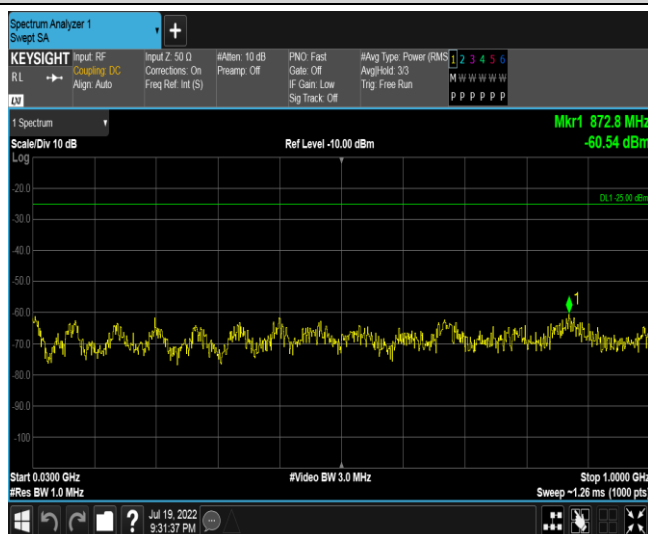 Spectrum Analyzer 1
Swept SA
+
KEYSIGHT
RL
LXI
Input: RF
Coupling: DC
Align: Auto
Input Z: 50 Ω
Corrections: On
Freq Ref: Int (S)
#Atten: 10 dB
Preamp: Off
PNO: Fast
Gate: Off
IF Gain: Low
Sig Track: Off
#Avg Type: Power (RMS
Avg|Hold: 3/3
Trig: Free Run
1 2 3 4 5 6
M W W W W W
P P P P P P
1 Spectrum
Scale/Div 10 dB
Log
Ref Level -10.00 dBm
Mkr1 872.8 MHz
-60.54 dBm
DL1 -25.00 dBm
-20.0
-30.0
-40.0
-50.0
-60.0
-70.0
-80.0
-90.0
-100
1
Start 0.0300 GHz
#Res BW 1.0 MHz
#Video BW 3.0 MHz
Stop 1.0000 GHz
Sweep ~1.26 ms (1000 pts)
?
Jul 19, 2022
9:31:37 PM